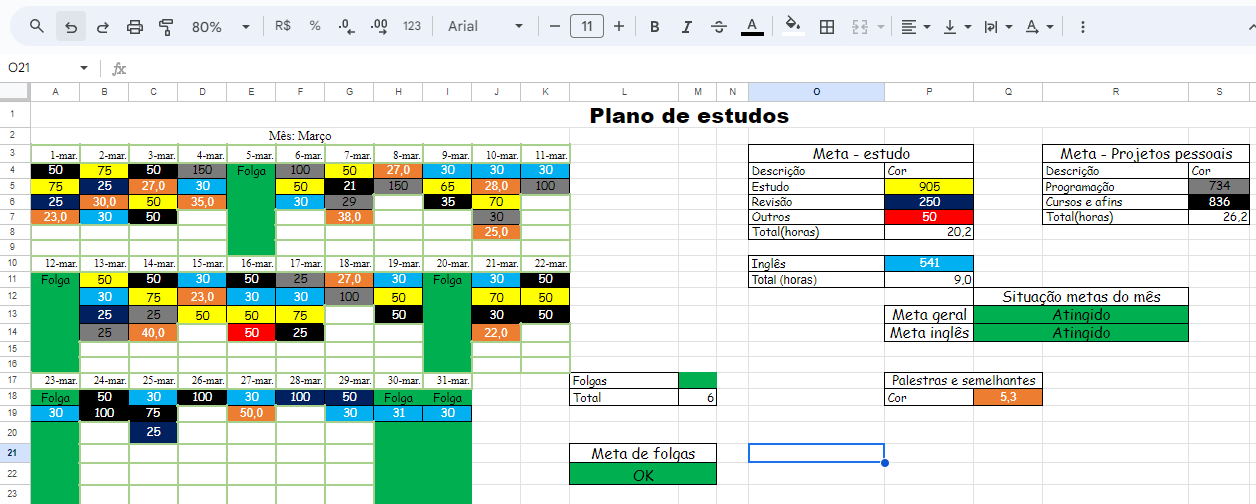 80% R$ % .0 .00 123 Arial 11 B I A
O21 fx
A B C D E F G H I J K L M N O P Q R S
1 Plano de estudos
2 Mês: Março
3 1-mar. 2-mar. 3-mar. 4-mar. 5-mar. 6-mar. 7-mar. 8-mar. 9-mar. 10-mar. 11-mar. Meta - estudo Meta - Projetos pessoais
4 50 75 50 150 Folga 100 50 27,0 30 30 30 Descrição Cor Descrição Cor
5 75 25 27,0 30 50 21 150 65 28,0 100 Estudo 905 Programação 734
6 25 30,0 50 35,0 30 29 35 70 Revisão 250 Cursos e afins 836
7 23,0 30 50 38,0 30 Outros 50 Total(horas) 26,2
8 25,0 Total(horas) 20,2
9
10 12-mar. 13-mar. 14-mar. 15-mar. 16-mar. 17-mar. 18-mar. 19-mar. 20-mar. 21-mar. 22-mar. Inglês 541
11 Folga 50 50 30 50 25 27,0 30 Folga 30 50 Total (horas) 9,0
12 30 75 23,0 30 30 100 50 70 50 Situação metas do mês
13 25 25 50 50 75 50 30 50 Meta geral Atingido
14 25 40,0 50 25 22,0 Meta inglês Atingido
15
16
17 23-mar. 24-mar. 25-mar. 26-mar. 27-mar. 28-mar. 29-mar. 30-mar. 31-mar. Folgas Palestras e semelhantes
18 Folga 50 30 100 30 100 50 Folga Folga Total 6 Cor 5,3
19 30 100 75 50,0 30 31 30
20 25
21 Meta de folgas
22 OK
23